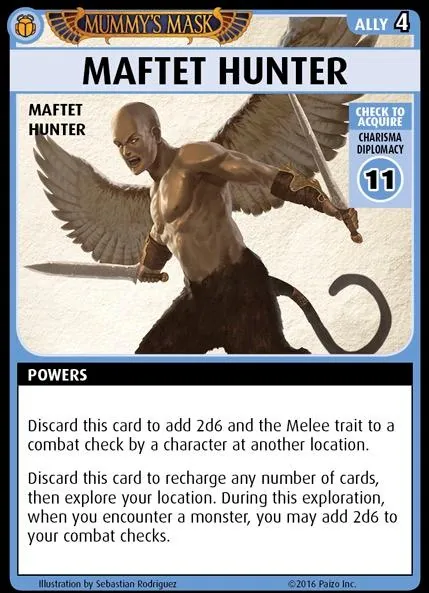 MUMMY'S MASK
ALLY 4
MAFTET HUNTER
MAFTET
HUNTER
CHECK TO
ACQUIRE
CHARISMA
DIPLOMACY
11
POWERS
Discard this card to add 2d6 and the Melee trait to a
combat check by a character at another location.
Discard this card to recharge any number of cards,
then explore your location. During this exploration,
when you encounter a monster, you may add 2d6 to
your combat checks.
Illustration by Sebastian Rodriguez
©2016 Paizo Inc.